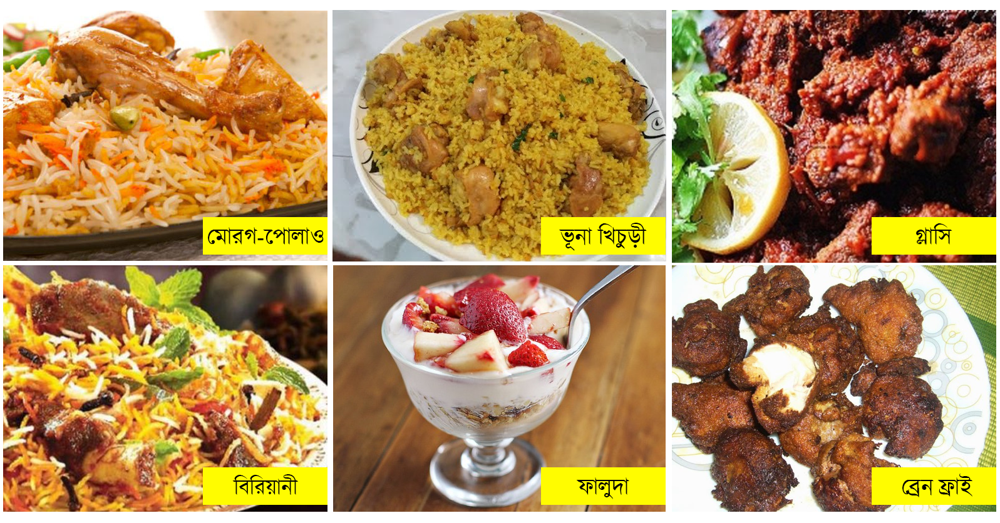 মোরগ-পোলাও
ভূনা খিচুড়ী
গ্লাসি
বিরিয়ানী
ফালুদা
ব্রেন ফ্রাই